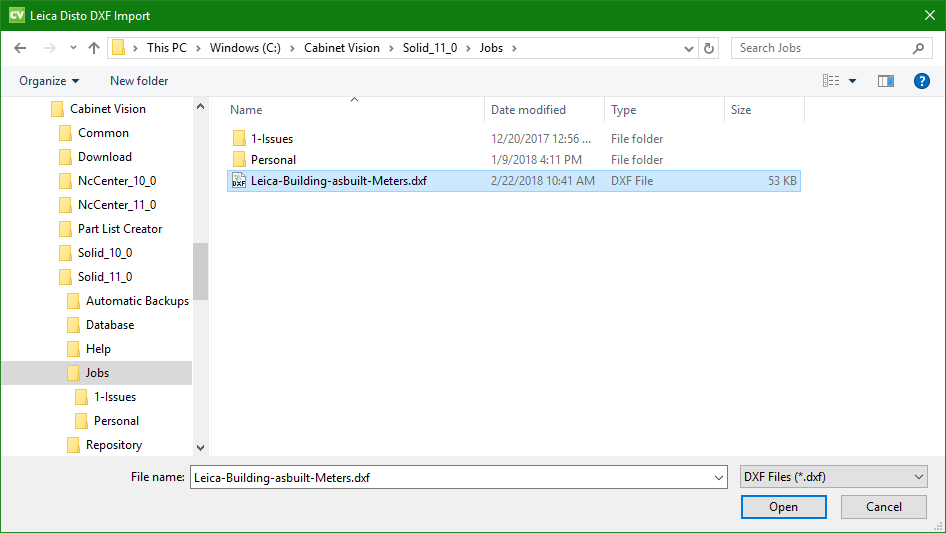 CV Leica Disto DXF Import
This PC > Windows (C:) > Cabinet Vision > Solid_11_0 > Jobs >
Search Jobs
Organize
New folder
?
Cabinet Vision
Common
Download
NcCenter_10_0
NcCenter_11_0
Part List Creator
Solid_10_0
Solid_11_0
Automatic Backups
Database
Help
Jobs
1-Issues
Personal
Repository
Name Date modified Type Size
1-Issues 12/20/2017 12:56 ... File folder
Personal 1/9/2018 4:11 PM File folder
DXF Leica-Building-asbuilt-Meters.dxf 2/22/2018 10:41 AM DXF File 53 KB
File name: Leica-Building-asbuilt-Meters.dxf DXF Files (*.dxf)
Open Cancel